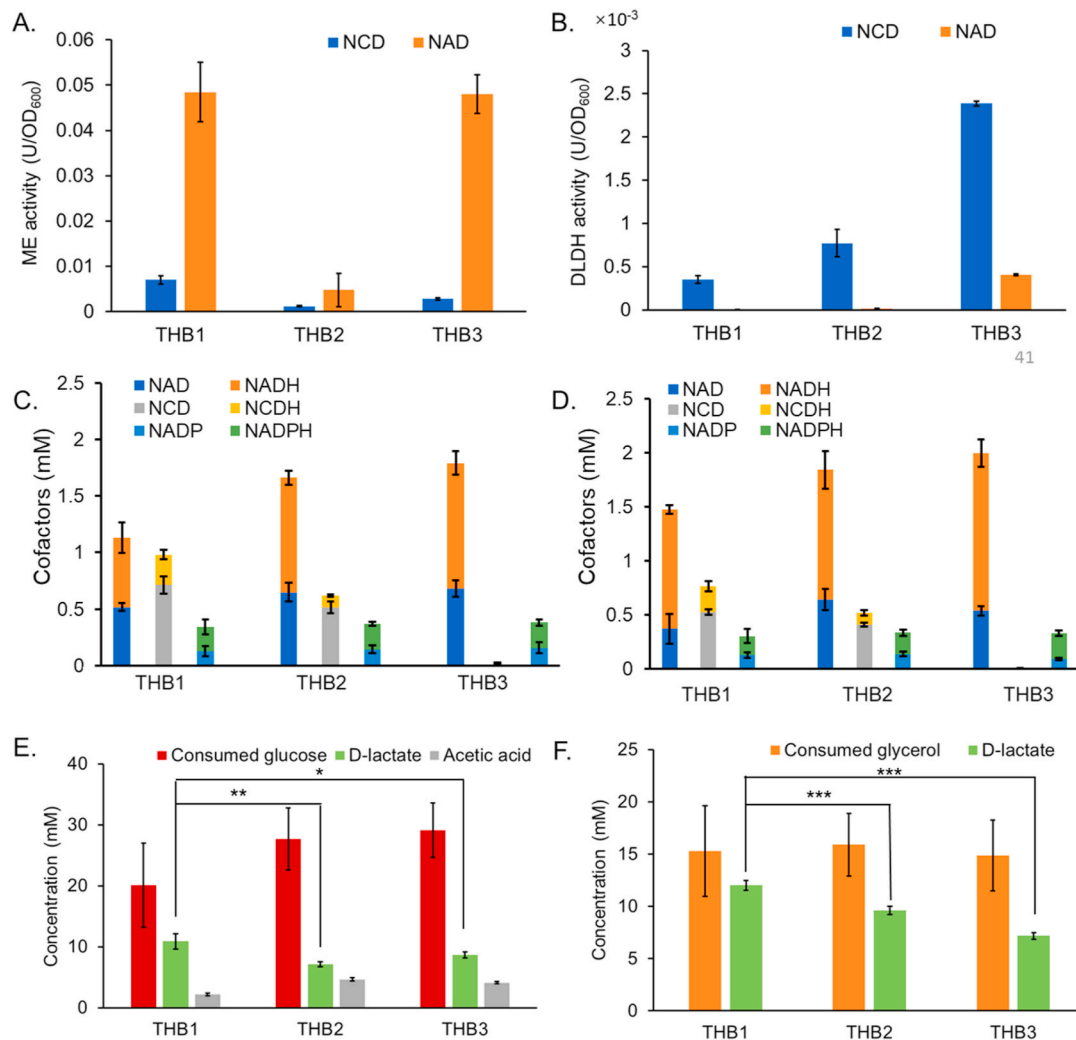 A.
NCD NAD
ME activity (U/OD600)
0.06
0.05
0.04
0.03
0.02
0.01
0
THB1 THB2 THB3
B.
×10-3
NCD NAD
DLDH activity (U/OD600)
3
2.5
2
1.5
1
0.5
0
THB1 THB2 THB3
41
C.
NAD NADH
NCD NCDH
NADP NADPH
Cofactors (mM)
2.5
2
1.5
1
0.5
0
THB1 THB2 THB3
D.
NAD NADH
NCD NCDH
NADP NADPH
Cofactors (mM)
2.5
2
1.5
1
0.5
0
THB1 THB2 THB3
E.
Consumed glucose D-lactate Acetic acid
Concentration (mM)
40
30
20
10
0
*
**
THB1 THB2 THB3
F.
Consumed glycerol D-lactate
Concentration (mM)
25
20
15
10
5
0
***
***
THB1 THB2 THB3